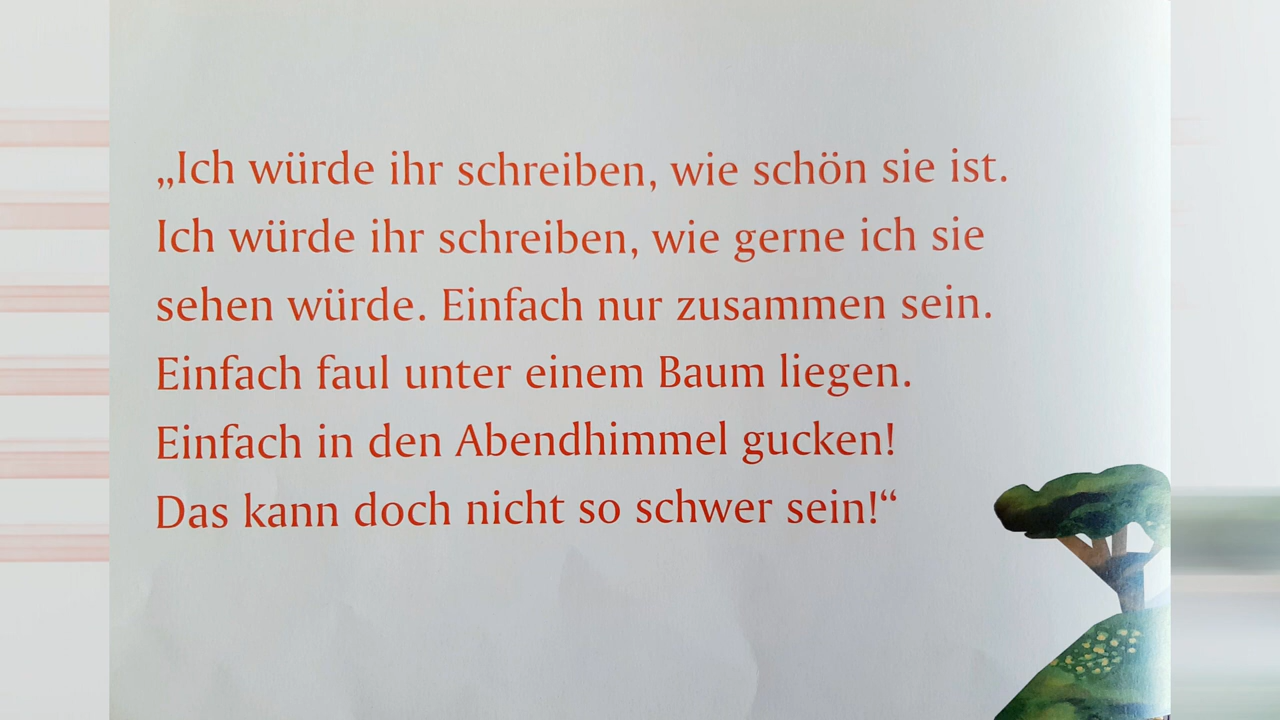 „Ich würde ihr schreiben, wie schön sie ist.
Ich würde ihr schreiben, wie gerne ich sie
sehen würde. Einfach nur zusammen sein.
Einfach faul unter einem Baum liegen.
Einfach in den Abendhimmel gucken!
Das kann doch nicht so schwer sein!“